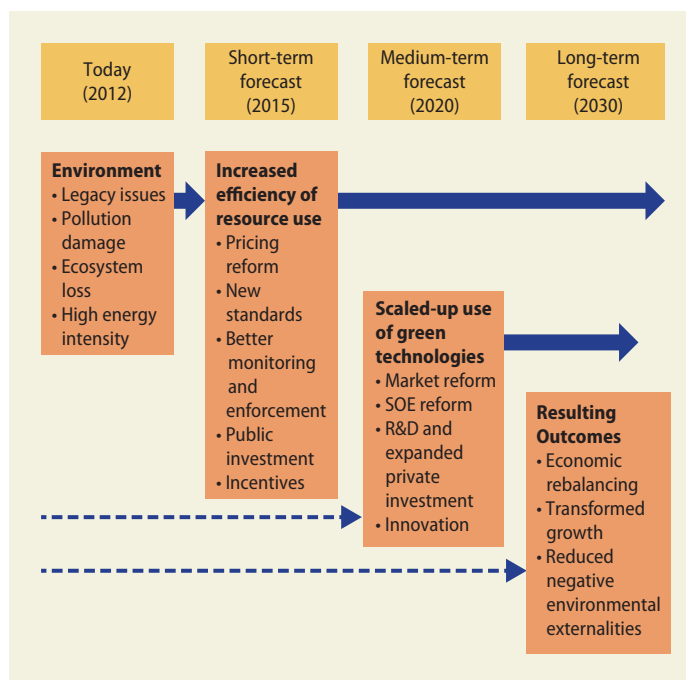 Today
(2012)
Short-term
forecast
(2015)
Medium-term
forecast
(2020)
Long-term
forecast
(2030)
Environment
• Legacy issues
• Pollution
damage
• Ecosystem
loss
• High energy
intensity
Increased
efficiency of
resource use
• Pricing
reform
• New
standards
• Better
monitoring
and
enforcement
• Public
investment
• Incentives
Scaled-up use
of green
technologies
• Market reform
• SOE reform
• R&D and
expanded
private
investment
• Innovation
Resulting
Outcomes
• Economic
rebalancing
• Transformed
growth
• Reduced
negative
environmental
externalities